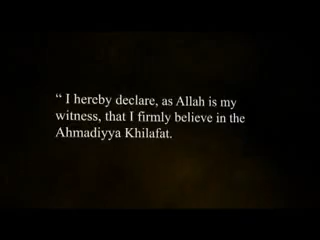 “ I hereby declare, as Allah is my
witness, that I firmly believe in the
Ahmadiyya Khilafat.